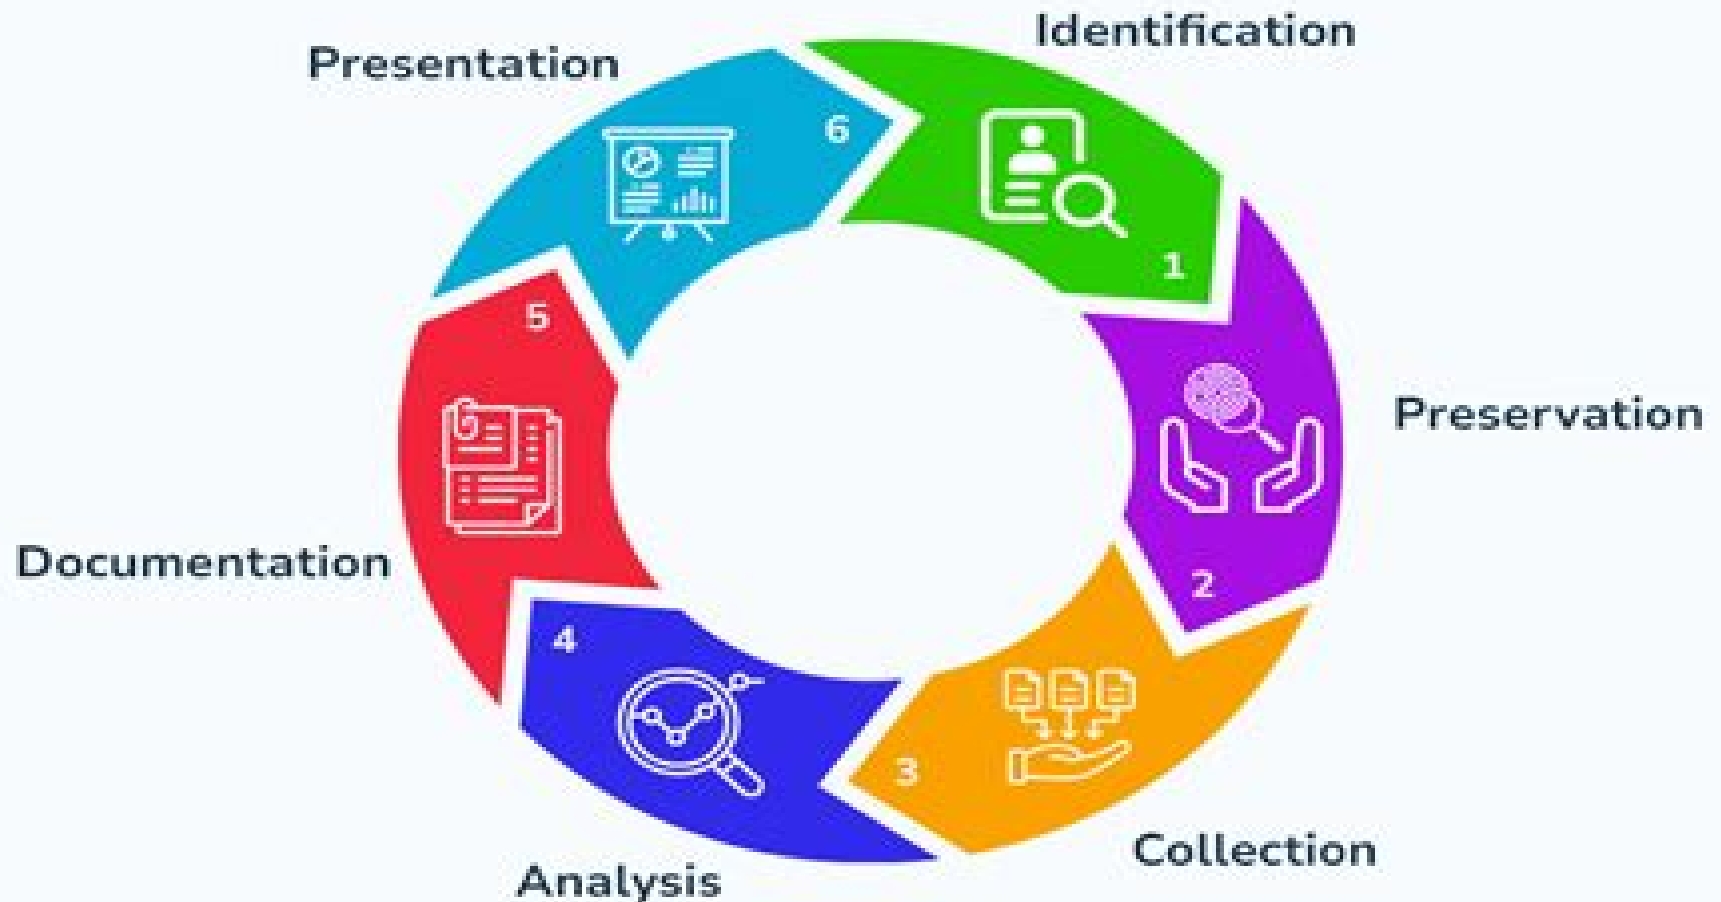 Identification
1
Preservation
2
Collection
3
Analysis
4
Documentation
5
Presentation
6